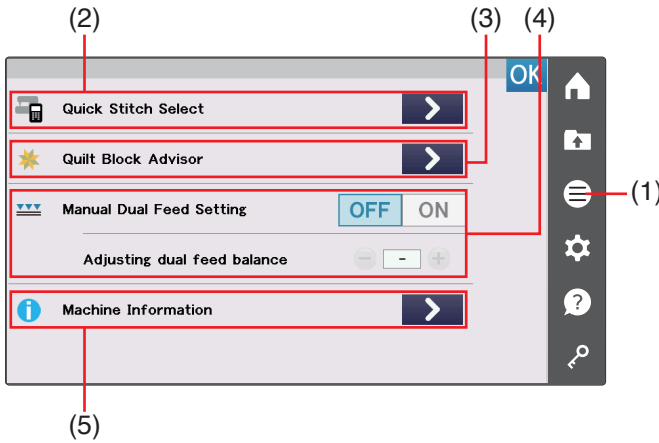 (2) (3) (4)
OK
Quick Stitch Select
Quilt Block Advisor
(1)
Manual Dual Feed Setting OFF ON
Adjusting dual feed balance - - +
Machine Information
?
(5)